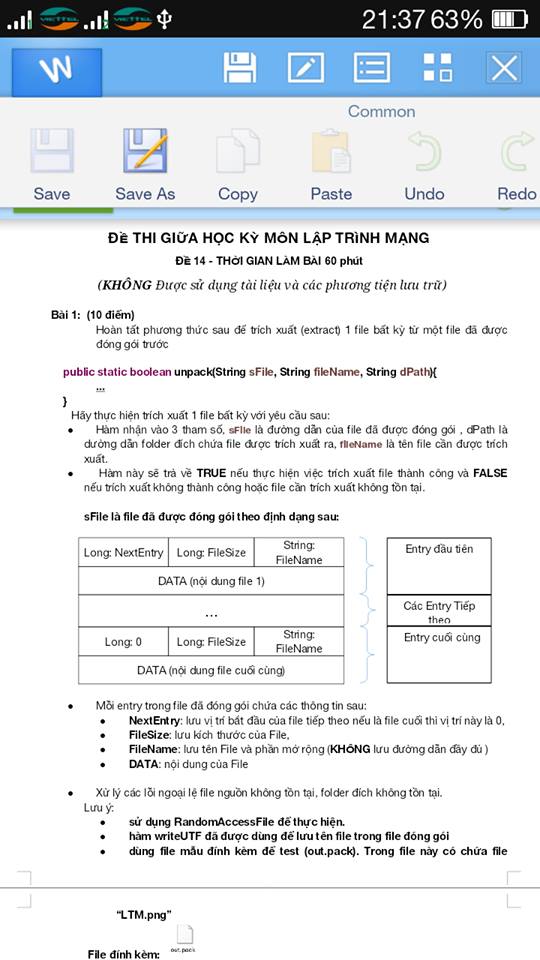 1 VIETTEL 2 VIETTEL 21:37 63%
W
Common
Save Save As Copy Paste Undo Redo
ĐỀ THI GIỮA HỌC KỲ MÔN LẬP TRÌNH MẠNG
ĐỀ 14 - THỜI GIAN LÀM BÀI 60 phút
(KHÔNG Được sử dụng tài liệu và các phương tiện lưu trữ)
Bài 1: (10 điểm)
Hoàn tất phương thức sau để trích xuất (extract) 1 file bất kỳ từ một file đã được
đóng gói trước
public static boolean unpack(String sFile, String fileName, String dPath){
...
}
Hãy thực hiện trích xuất 1 file bất kỳ với yêu cầu sau:
● Hàm nhận vào 3 tham số, sFile là đường dẫn của file đã được đóng gói , dPath là
đường dẫn folder đích chứa file được trích xuất ra, fileName là tên file cần được trích
xuất.
● Hàm này sẽ trả về TRUE nếu thực hiện việc trích xuất file thành công và FALSE
nếu trích xuất không thành công hoặc file cần trích xuất không tồn tại.
sFile là file đã được đóng gói theo định dạng sau:
Long: NextEntry Long: FileSize String: FileName
DATA (nội dung file 1)
Entry đầu tiên
...
Các Entry Tiếp
theo
Long: 0 Long: FileSize String: FileName
DATA (nội dung file cuối cùng)
Entry cuối cùng
● Mỗi entry trong file đã đóng gói chứa các thông tin sau:
● NextEntry: lưu vị trí bắt đầu của file tiếp theo nếu là file cuối thì vị trí này là 0,
● FileSize: lưu kích thước của File,
● FileName: lưu tên File và phần mở rộng (KHÔNG lưu đường dẫn đầy đủ )
● DATA: nội dung của File
● Xử lý các lỗi ngoại lệ file nguồn không tồn tại, folder đích không tồn tại.
Lưu ý:
● sử dụng RandomAccessFile để thực hiện.
● hàm writeUTF đã được dùng để lưu tên file trong file đóng gói
● dùng file mẫu đính kèm để test (out.pack). Trong file này có chứa file
“LTM.png”
File đính kèm: out.pack